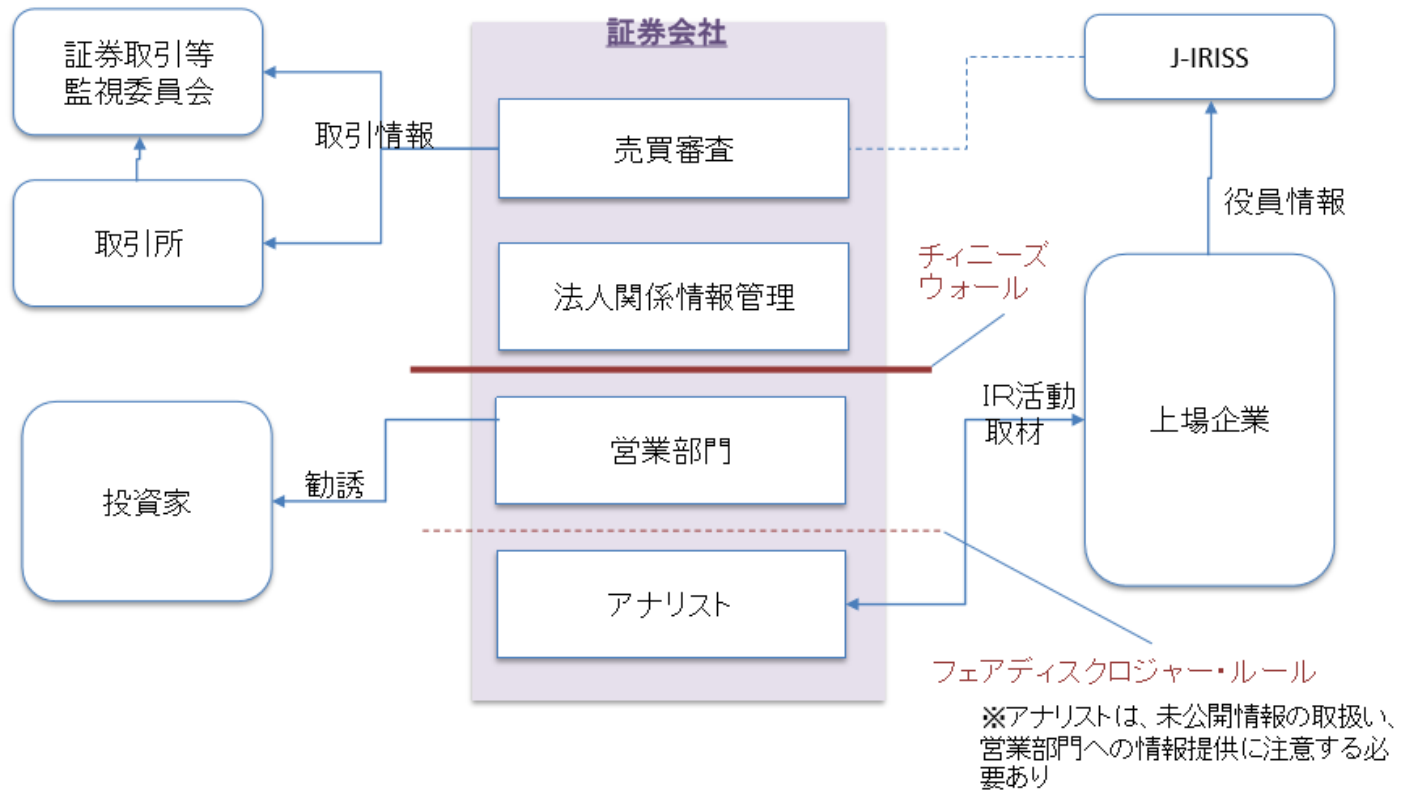 証券会社
証券取引等
監視委員会
J-IRISS
取引情報
売買審査
役員情報
取引所
チィニーズ
ウォール
法人関係情報管理
IR活動
取材
上場企業
営業部門
勧誘
投資家
アナリスト
フェアディスクロジャー・ルール
※アナリストは、未公開情報の取扱い、
営業部門への情報提供に注意する必
要あり